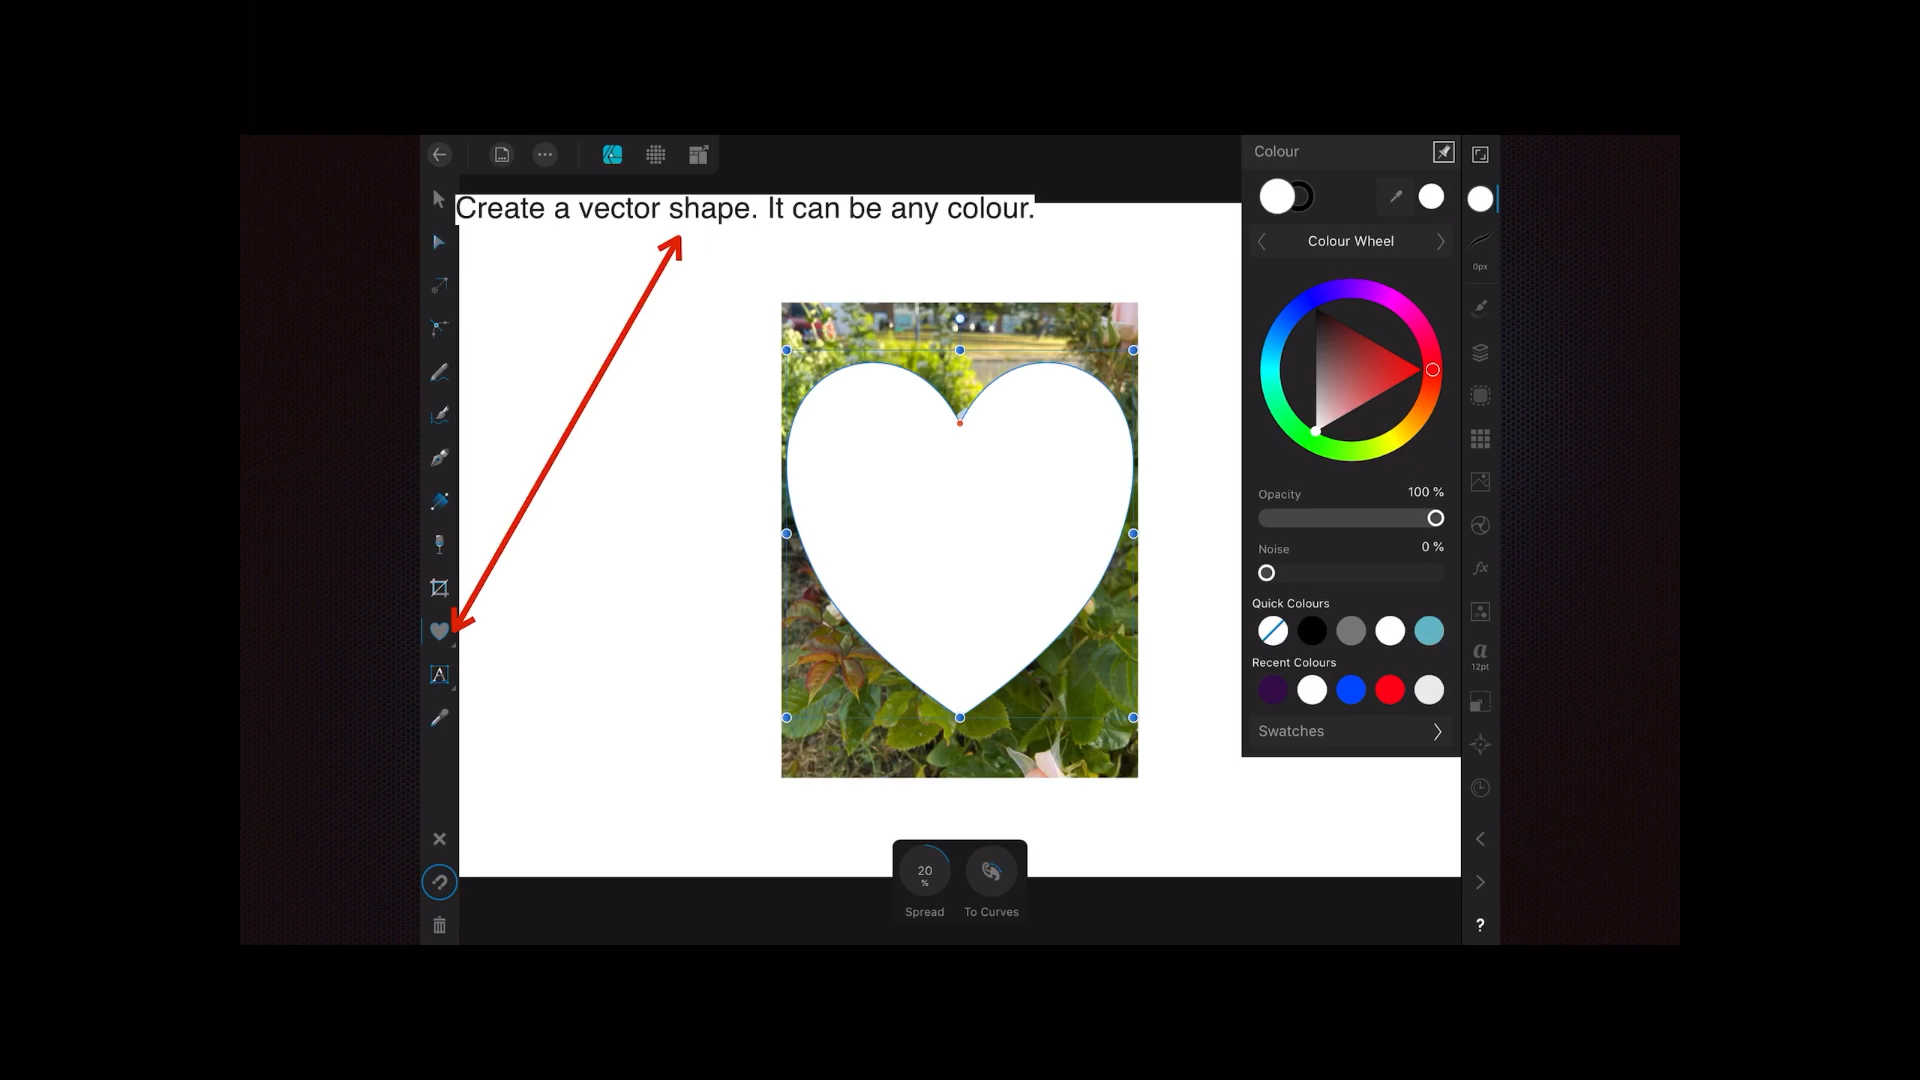 Colour
Create a vector shape. It can be any colour.
Colour Wheel
0px
Opacity
100 %
Noise
0 %
Quick Colours
Recent Colours
a
12pt
Swatches
fx
A
20
%
Spread
To Curves
?